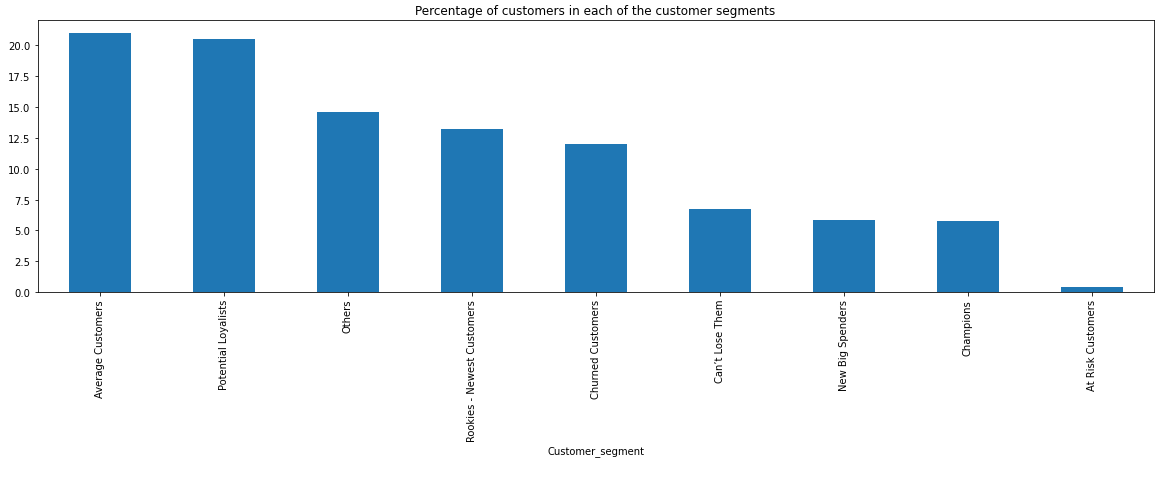 Percentage of customers in each of the customer segments
20.0
17.5
15.0
12.5
10.0
7.5
5.0
2.5
0.0
Average Customers
Potential Loyalists
Others
Rookies - Newest Customers
Churned Customers
Can't Lose Them
New Big Spenders
Champions
At Risk Customers
Customer_segment